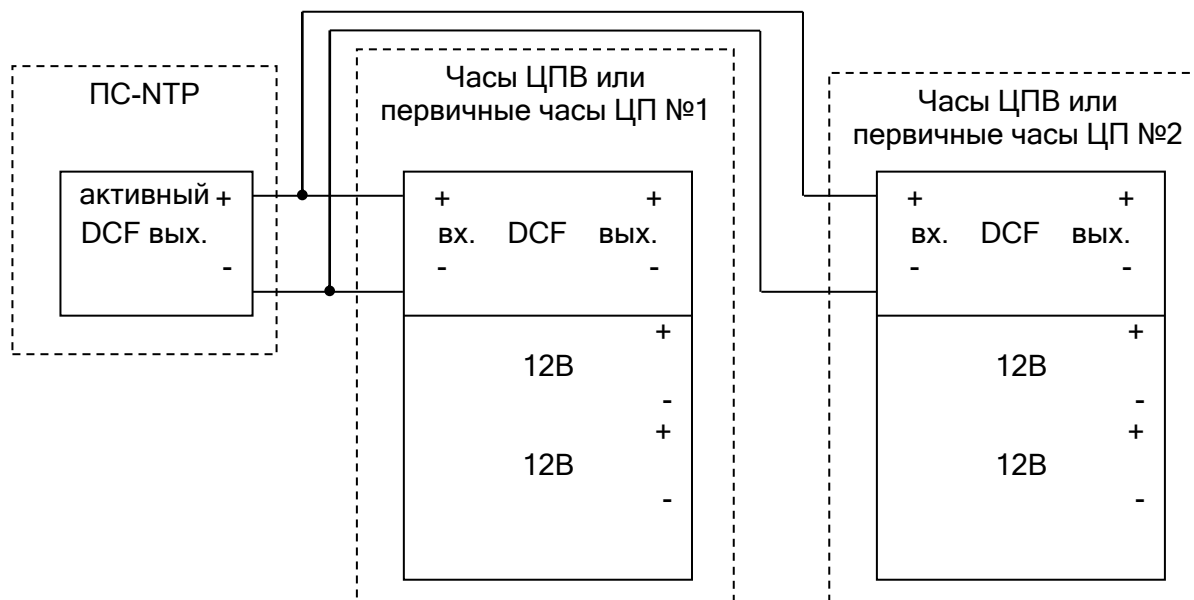 ПС-NTP
активный +
DCF вых.
-
Часы ЦПВ или
первичные часы ЦП №1
+ +
вх. DCF вых.
- -
+
12В
-
+
12В
-
Часы ЦПВ или
первичные часы ЦП №2
+ +
вх. DCF вых.
- -
+
12В
-
+
12В
-